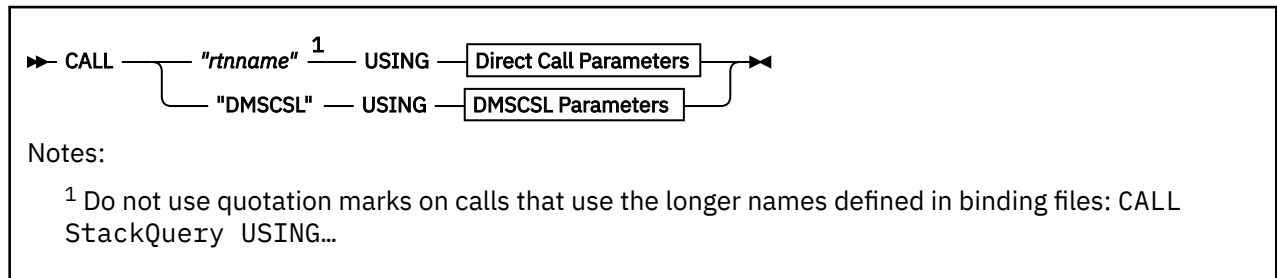 CALL "rtnname" 1 USING Direct Call Parameters
"DMSCSL" USING DMSCSL Parameters
Notes:
1 Do not use quotation marks on calls that use the longer names defined in binding files: CALL
StackQuery USING…